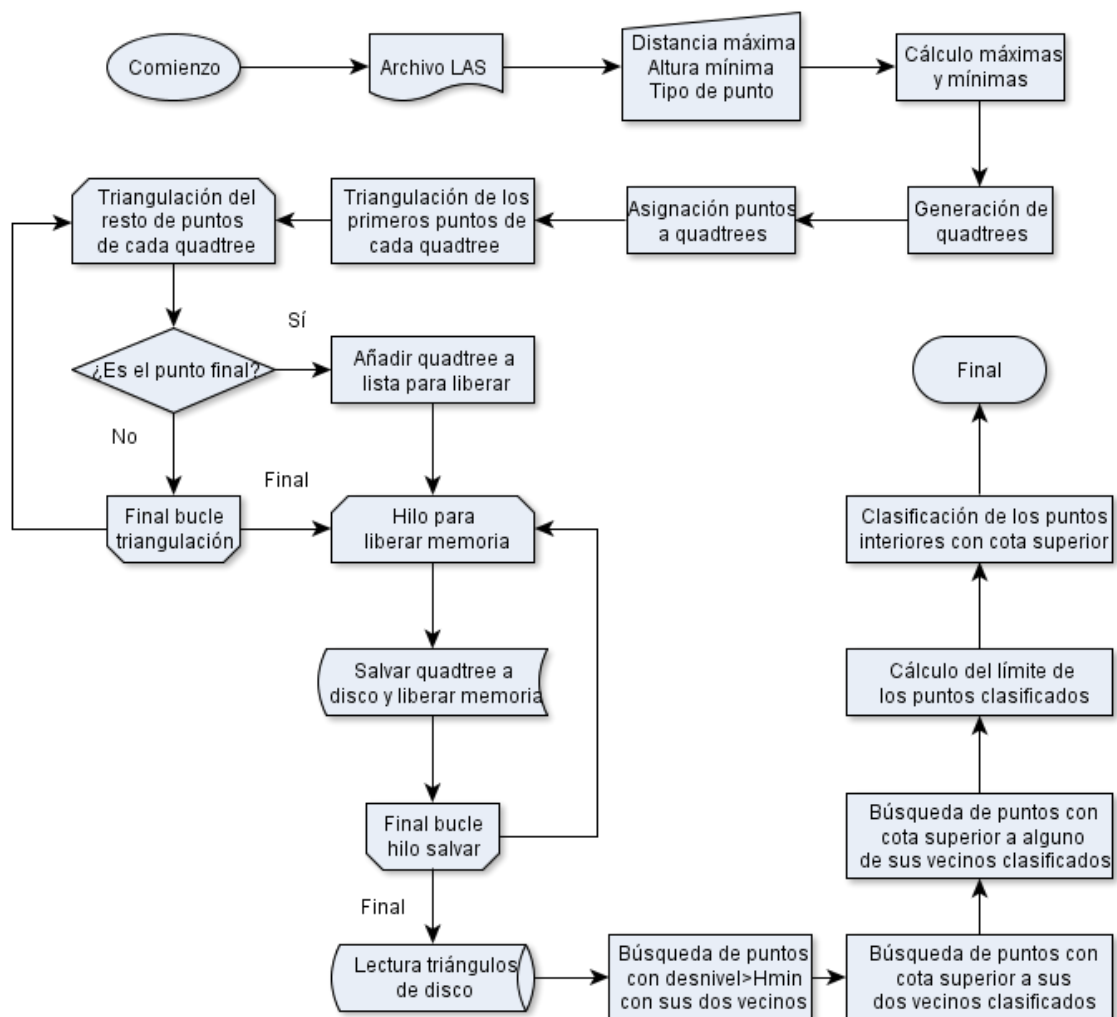 Comienzo
Archivo LAS
Distancia máxima
Altura mínima
Tipo de punto
Cálculo máximas
y mínimas
Generación de
quadtrees
Asignación puntos
a quadtrees
Triangulación de los
primeros puntos de
cada quadtree
Triangulación del
resto de puntos
de cada quadtree
¿Es el punto final?
Sí
Añadir quadtree a
lista para liberar
No
Final bucle
triangulación
Final
Hilo para
liberar memoria
Salvar quadtree a
disco y liberar memoria
Final bucle
hilo salvar
Final
Lectura triángulos
de disco
Búsqueda de puntos
con desnivel>Hmin
con sus dos vecinos
Búsqueda de puntos con
cota superior a sus
dos vecinos clasificados
Búsqueda de puntos con
cota superior a alguno
de sus vecinos clasificados
Cálculo del límite de
los puntos clasificados
Clasificación de los puntos
interiores con cota superior
Final